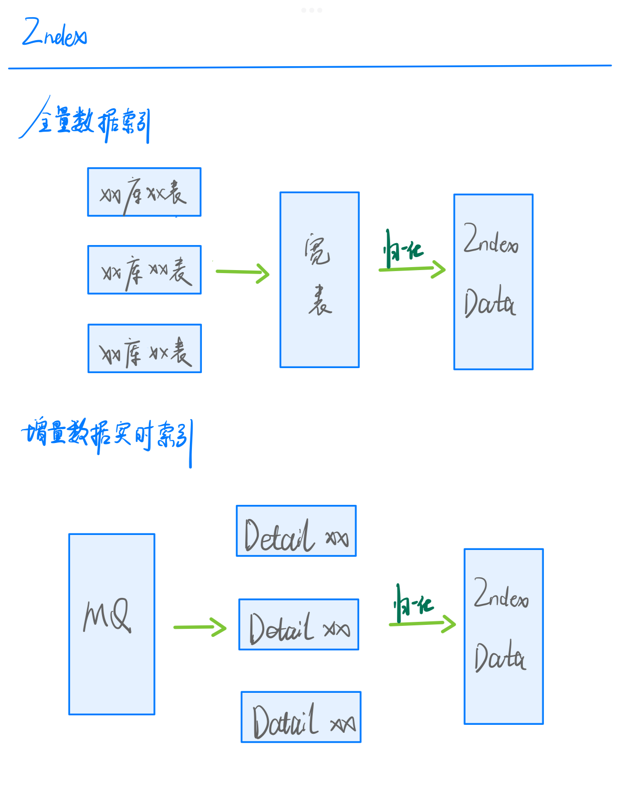 Index
全量数据索引
xx库xx表
xx库xx表
xx库xx表
宽
表
归一化
Index
Data
增量数据实时索引
MQ
Detail xx
Detail xx
Datail xx
归一化
Index
Data